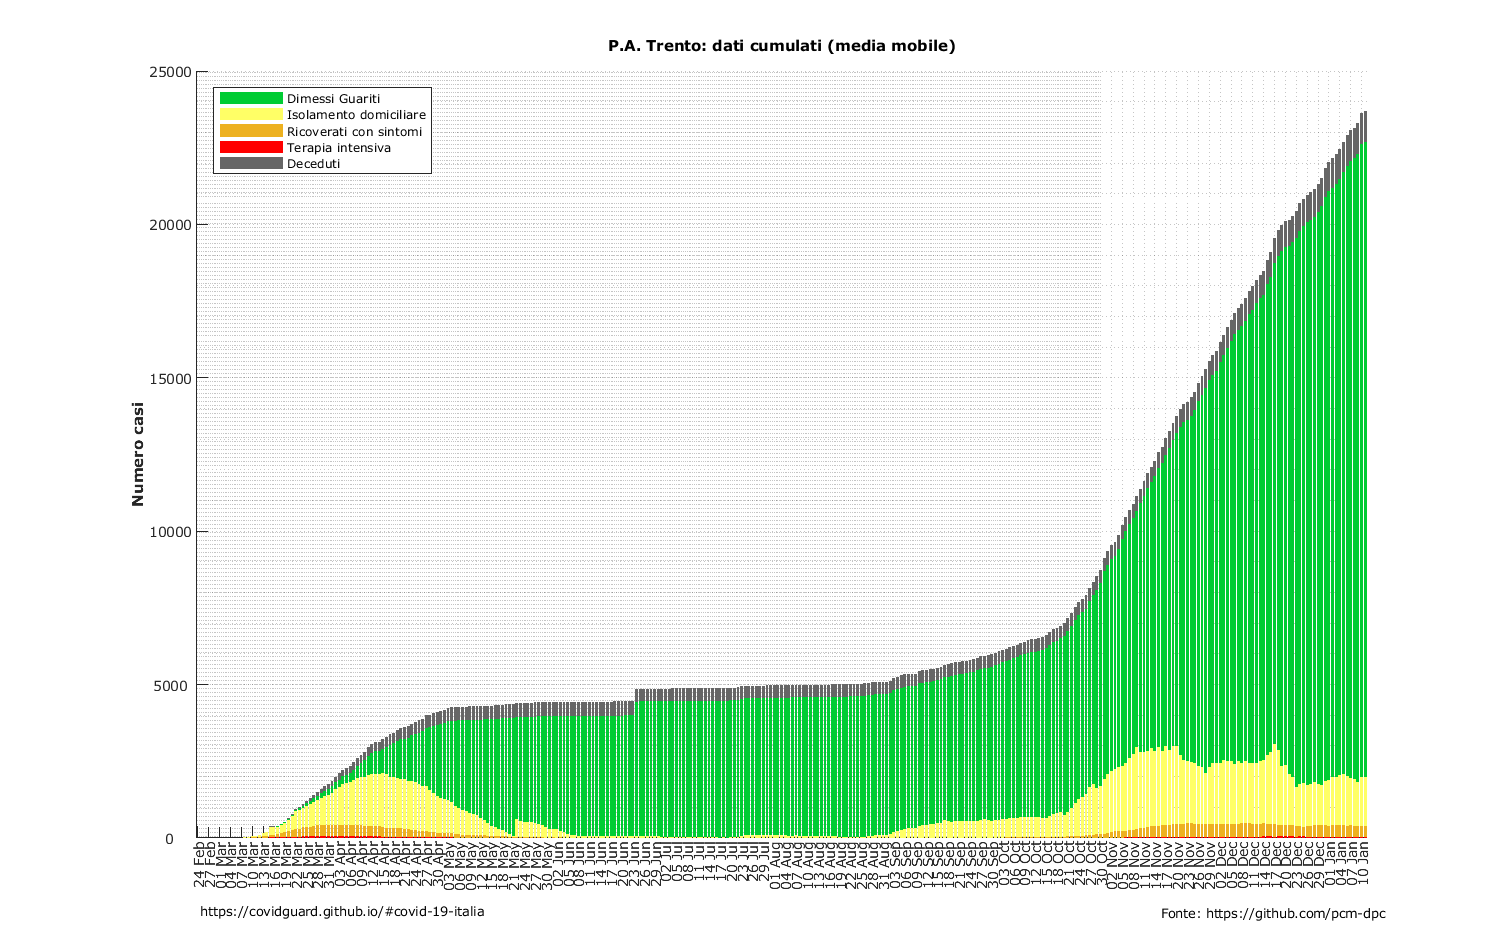 P.A. Trento: dati cumulati (media mobile)
25000
20000
15000
10000
5000
0
Numero casi
Dimessi Guariti
Isolamento domiciliare
Ricoverati con sintomi
Terapia intensiva
Deceduti
24 Feb
27 Feb
01 Mar
04 Mar
07 Mar
10 Mar
13 Mar
16 Mar
19 Mar
22 Mar
25 Mar
28 Mar
31 Mar
03 Apr
06 Apr
09 Apr
12 Apr
15 Apr
18 Apr
21 Apr
24 Apr
27 Apr
30 Apr
03 May
06 May
09 May
12 May
15 May
18 May
21 May
24 May
27 May
30 May
02 Jun
05 Jun
08 Jun
11 Jun
14 Jun
17 Jun
20 Jun
23 Jun
26 Jun
29 Jun
02 Jul
05 Jul
08 Jul
11 Jul
14 Jul
17 Jul
20 Jul
23 Jul
26 Jul
29 Jul
01 Aug
04 Aug
07 Aug
10 Aug
13 Aug
16 Aug
19 Aug
22 Aug
25 Aug
28 Aug
31 Aug
03 Sep
06 Sep
09 Sep
12 Sep
15 Sep
18 Sep
21 Sep
24 Sep
27 Sep
30 Sep
03 Oct
06 Oct
09 Oct
12 Oct
15 Oct
18 Oct
21 Oct
24 Oct
27 Oct
30 Oct
02 Nov
05 Nov
08 Nov
11 Nov
14 Nov
17 Nov
20 Nov
23 Nov
26 Nov
29 Nov
02 Dec
05 Dec
08 Dec
11 Dec
14 Dec
17 Dec
20 Dec
23 Dec
26 Dec
29 Dec
01 Jan
04 Jan
07 Jan
10 Jan
https://covidguard.github.io/#covid-19-italia
Fonte: https://github.com/pcm-dpc